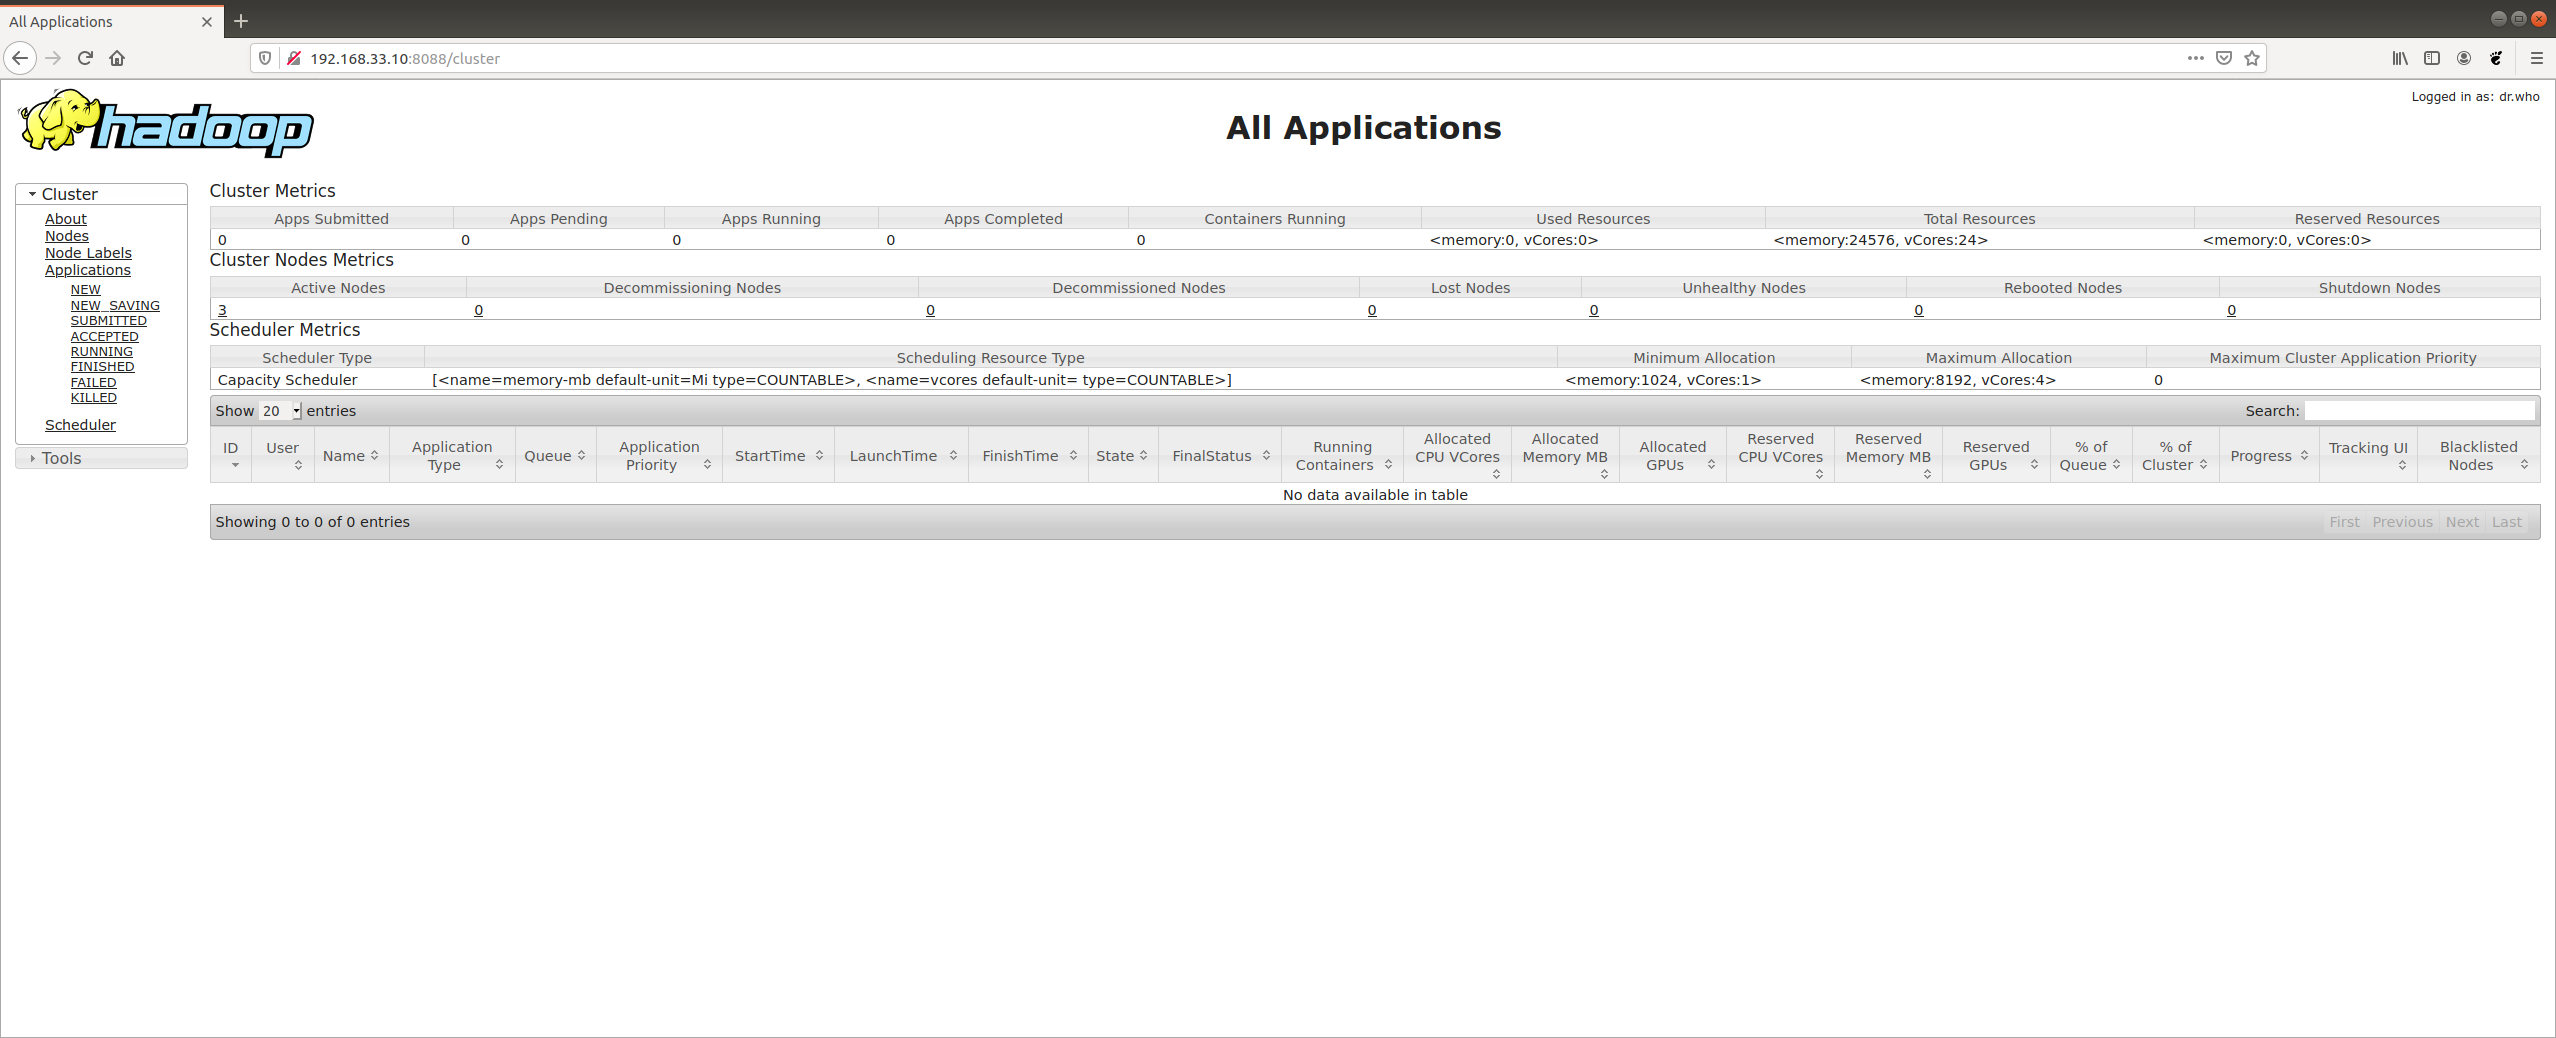 All Applications
192.168.33.10:8088/cluster
hadoop
All Applications
Logged in as: dr.who
Cluster
About
Nodes
Node Labels
Applications
NEW
NEW_SAVING
SUBMITTED
ACCEPTED
RUNNING
FINISHED
FAILED
KILLED
Scheduler
Tools
Cluster Metrics
Apps Submitted Apps Pending Apps Running Apps Completed Containers Running Used Resources Total Resources Reserved Resources
0 0 0 0 0 <memory:0, vCores:0> <memory:24576, vCores:24> <memory:0, vCores:0>
Cluster Nodes Metrics
Active Nodes Decommissioning Nodes Decommissioned Nodes Lost Nodes Unhealthy Nodes Rebooted Nodes Shutdown Nodes
3 0 0 0 0 0 0
Scheduler Metrics
Scheduler Type Scheduling Resource Type Minimum Allocation Maximum Allocation Maximum Cluster Application Priority
Capacity Scheduler [<name=memory-mb default-unit=Mi type=COUNTABLE>, <name=vcores default-unit= type=COUNTABLE>] <memory:1024, vCores:1> <memory:8192, vCores:4> 0
Show 20 entries Search:
ID User Name Application Type Queue Application Priority StartTime LaunchTime FinishTime State FinalStatus Running Containers Allocated CPU VCores Allocated Memory MB Allocated GPUs Reserved CPU VCores Reserved Memory MB Reserved GPUs % of Queue % of Cluster Progress Tracking UI Blacklisted Nodes
No data available in table
Showing 0 to 0 of 0 entries First Previous Next Last